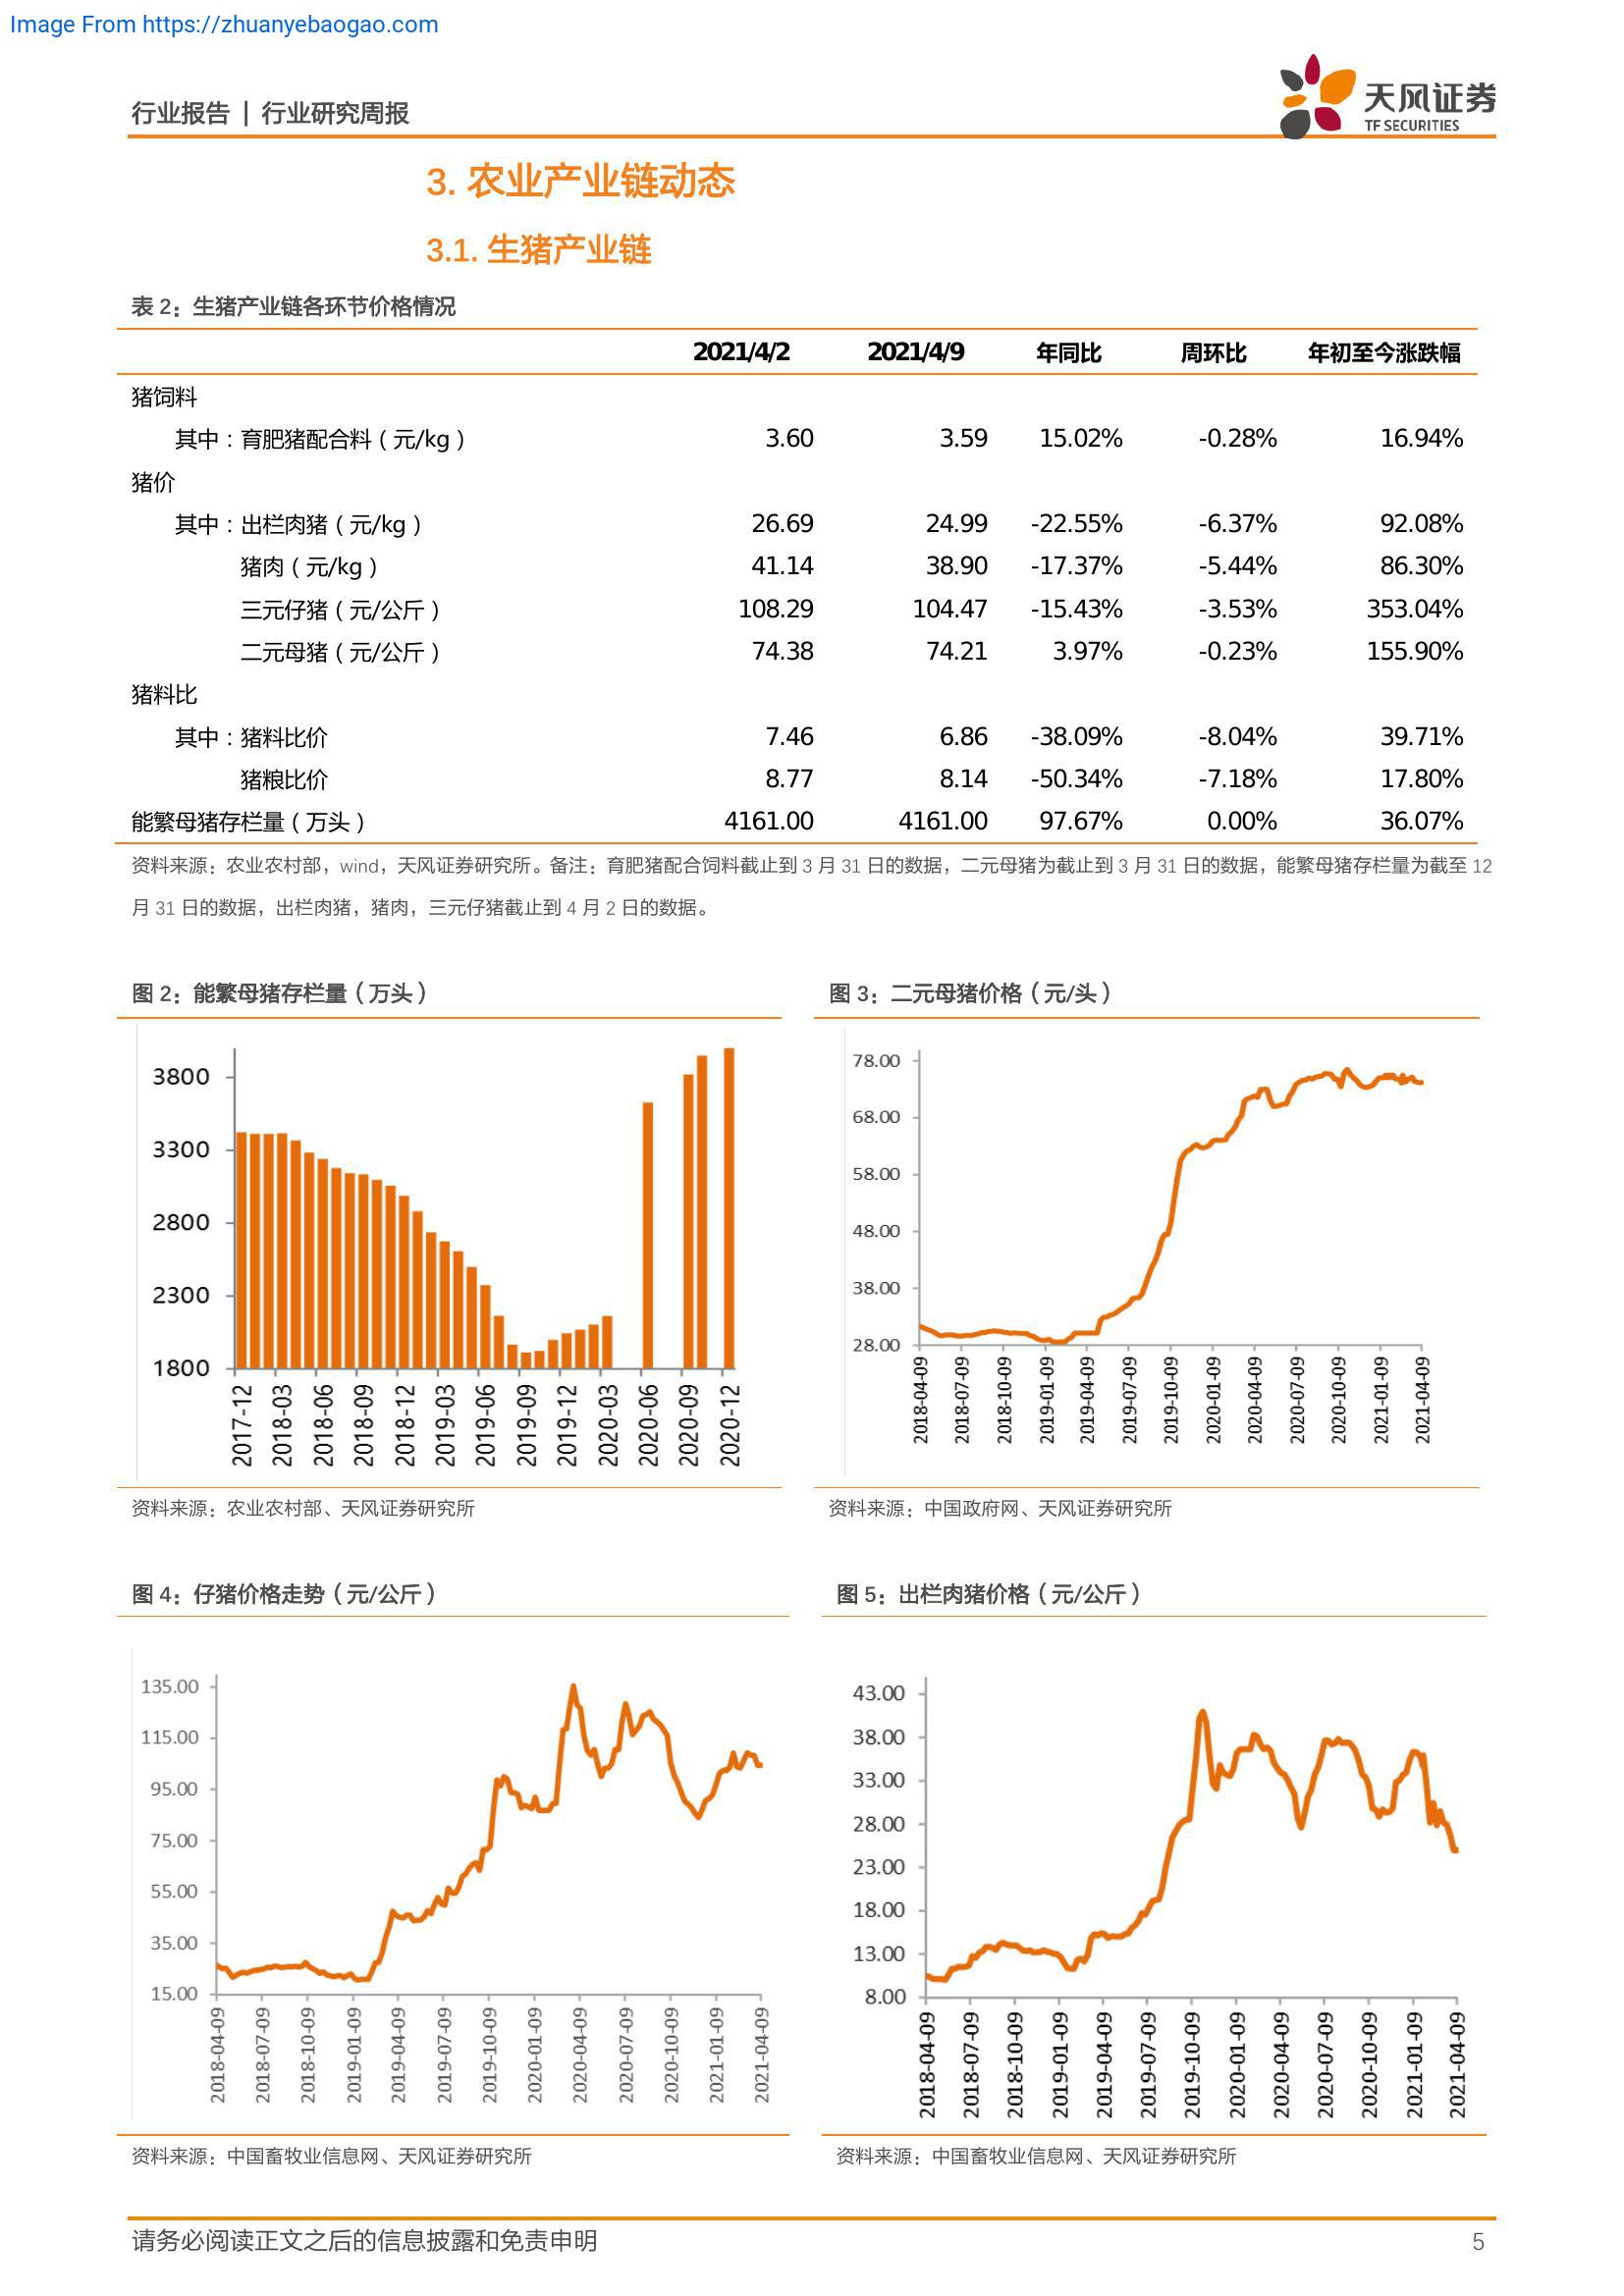 Image From https://zhuanyebaogao.com
行业报告 | 行业研究周报
天风证券
TF SECURITIES
3. 农业产业链动态
3.1. 生猪产业链
表 2：生猪产业链各环节价格情况
2021/4/2 2021/4/9 年同比 周环比 年初至今涨跌幅
猪饲料
其中：育肥猪配合料（元/kg） 3.60 3.59 15.02% -0.28% 16.94%
猪价
其中：出栏肉猪（元/kg） 26.69 24.99 -22.55% -6.37% 92.08%
猪肉（元/kg） 41.14 38.90 -17.37% -5.44% 86.30%
三元仔猪（元/公斤） 108.29 104.47 -15.43% -3.53% 353.04%
二元母猪（元/公斤） 74.38 74.21 3.97% -0.23% 155.90%
猪料比
其中：猪料比价 7.46 6.86 -38.09% -8.04% 39.71%
猪粮比价 8.77 8.14 -50.34% -7.18% 17.80%
能繁母猪存栏量（万头） 4161.00 4161.00 97.67% 0.00% 36.07%
资料来源：农业农村部，wind，天风证券研究所。备注：育肥猪配合饲料截止到 3 月 31 日的数据，二元母猪为截止到 3 月 31 日的数据，能繁母猪存栏量为截至 12
月 31 日的数据，出栏肉猪，猪肉，三元仔猪截止到 4 月 2 日的数据。
图 2：能繁母猪存栏量（万头）
3800
3300
2800
2300
1800
2017-12 2018-03 2018-06 2018-09 2018-12 2019-03 2019-06 2019-09 2019-12 2020-03 2020-06 2020-09 2020-12
资料来源：农业农村部、天风证券研究所
图 3：二元母猪价格（元/头）
78.00
68.00
58.00
48.00
38.00
28.00
2018-04-09 2018-07-09 2018-10-09 2019-01-09 2019-04-09 2019-07-09 2019-10-09 2020-01-09 2020-04-09 2020-07-09 2020-10-09 2021-01-09 2021-04-09
资料来源：中国政府网、天风证券研究所
图 4：仔猪价格走势（元/公斤）
135.00
115.00
95.00
75.00
55.00
35.00
15.00
2018-04-09 2018-07-09 2018-10-09 2019-01-09 2019-04-09 2019-07-09 2019-10-09 2020-01-09 2020-04-09 2020-07-09 2020-10-09 2021-01-09 2021-04-09
资料来源：中国畜牧业信息网、天风证券研究所
图 5：出栏肉猪价格（元/公斤）
43.00
38.00
33.00
28.00
23.00
18.00
13.00
8.00
2018-04-09 2018-07-09 2018-10-09 2019-01-09 2019-04-09 2019-07-09 2019-10-09 2020-01-09 2020-04-09 2020-07-09 2020-10-09 2021-01-09 2021-04-09
资料来源：中国畜牧业信息网、天风证券研究所
请务必阅读正文之后的信息披露和免责申明 5